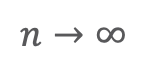 n → ∞